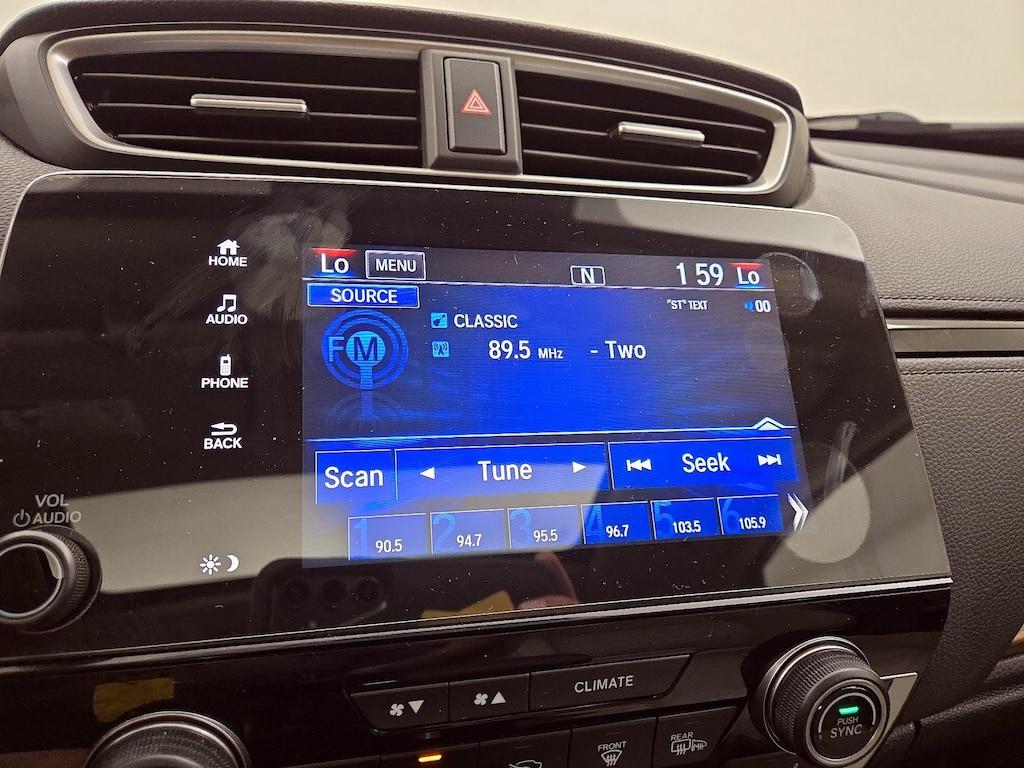 HOME
AUDIO
PHONE
BACK
VOL
AUDIO
Lo MENU N 1 59 Lo
SOURCE "ST" TEXT 00
CLASSIC
FM 89.5 MHz - Two
Scan Tune Seek
1 90.5 2 94.7 3 95.5 4 96.7 5 103.5 6 105.9
CLIMATE
PUSH
SYNC
FRONT
REAR